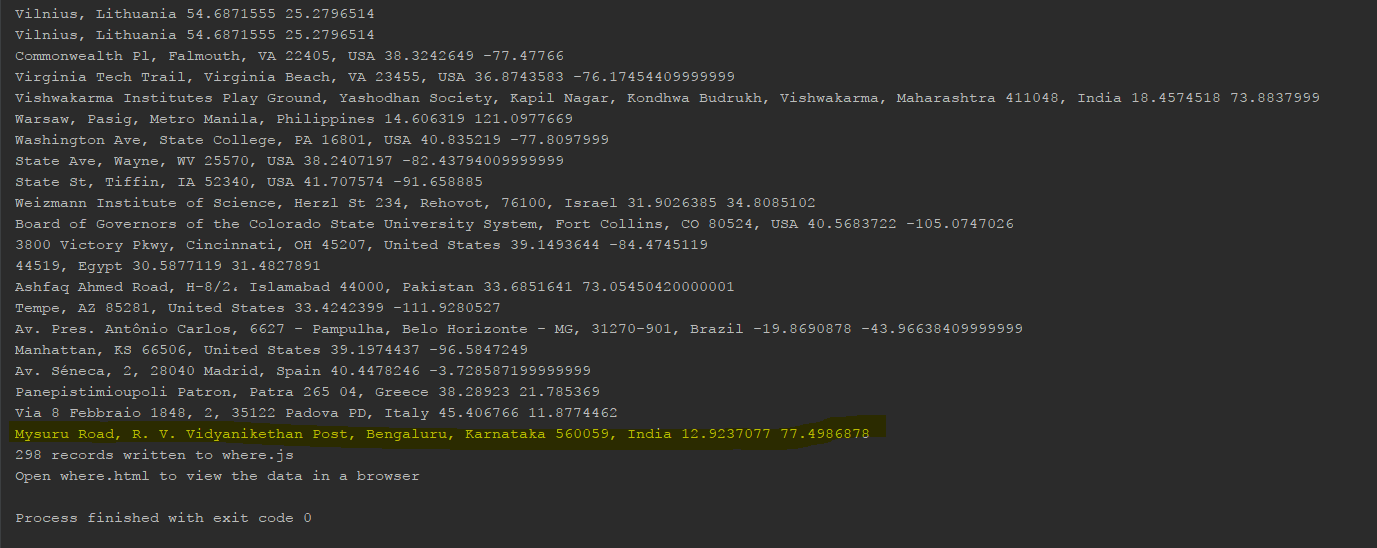 Vilnius, Lithuania 54.6871555 25.2796514
Vilnius, Lithuania 54.6871555 25.2796514
Commonwealth Pl, Falmouth, VA 22405, USA 38.3242649 -77.47766
Virginia Tech Trail, Virginia Beach, VA 23455, USA 36.8743583 -76.17454409999999
Vishwakarma Institutes Play Ground, Yashodhan Society, Kapil Nagar, Kondhwa Budrukh, Vishwakarma, Maharashtra 411048, India 18.4574518 73.8837999
Warsaw, Pasig, Metro Manila, Philippines 14.606319 121.0977669
Washington Ave, State College, PA 16801, USA 40.835219 -77.8097999
State Ave, Wayne, WV 25570, USA 38.2407197 -82.43794009999999
State St, Tiffin, IA 52340, USA 41.707574 -91.658885
Weizmann Institute of Science, Herzl St 234, Rehovot, 76100, Israel 31.9026385 34.8085102
Board of Governors of the Colorado State University System, Fort Collins, CO 80524, USA 40.5683722 -105.0747026
3800 Victory Pkwy, Cincinnati, OH 45207, United States 39.1493644 -84.4745119
44519, Egypt 30.5877119 31.4827891
Ashfaq Ahmed Road, H-8/2، Islamabad 44000, Pakistan 33.6851641 73.05450420000001
Tempe, AZ 85281, United States 33.4242399 -111.9280527
Av. Pres. Antônio Carlos, 6627 - Pampulha, Belo Horizonte - MG, 31270-901, Brazil -19.8690878 -43.96638409999999
Manhattan, KS 66506, United States 39.1974437 -96.5847249
Av. Séneca, 2, 28040 Madrid, Spain 40.4478246 -3.728587199999999
Panepistimioupoli Patron, Patra 265 04, Greece 38.28923 21.785369
Via 8 Febbraio 1848, 2, 35122 Padova PD, Italy 45.406766 11.8774462
Mysuru Road, R. V. Vidyanikethan Post, Bengaluru, Karnataka 560059, India 12.9237077 77.4986878
298 records written to where.js
Open where.html to view the data in a browser
Process finished with exit code 0